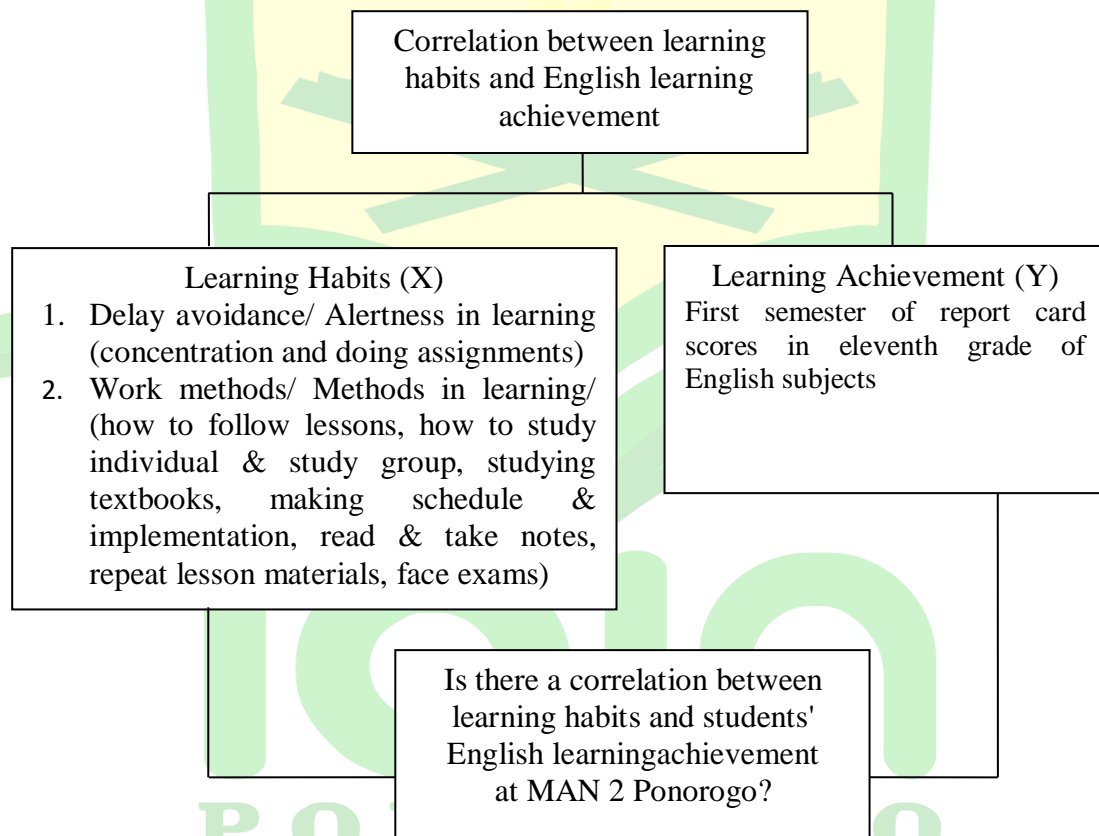 Correlation between learning
habits and English learning
achievement
Learning Habits (X)
1. Delay avoidance/ Alertness in learning
(concentration and doing assignments)
2. Work methods/ Methods in learning/
(how to follow lessons, how to study
individual & study group, studying
textbooks, making schedule &
implementation, read & take notes,
repeat lesson materials, face exams)
Learning Achievement (Y)
First semester of report card
scores in eleventh grade of
English subjects
Is there a correlation between
learning habits and students'
English learningachievement
at MAN 2 Ponorogo?